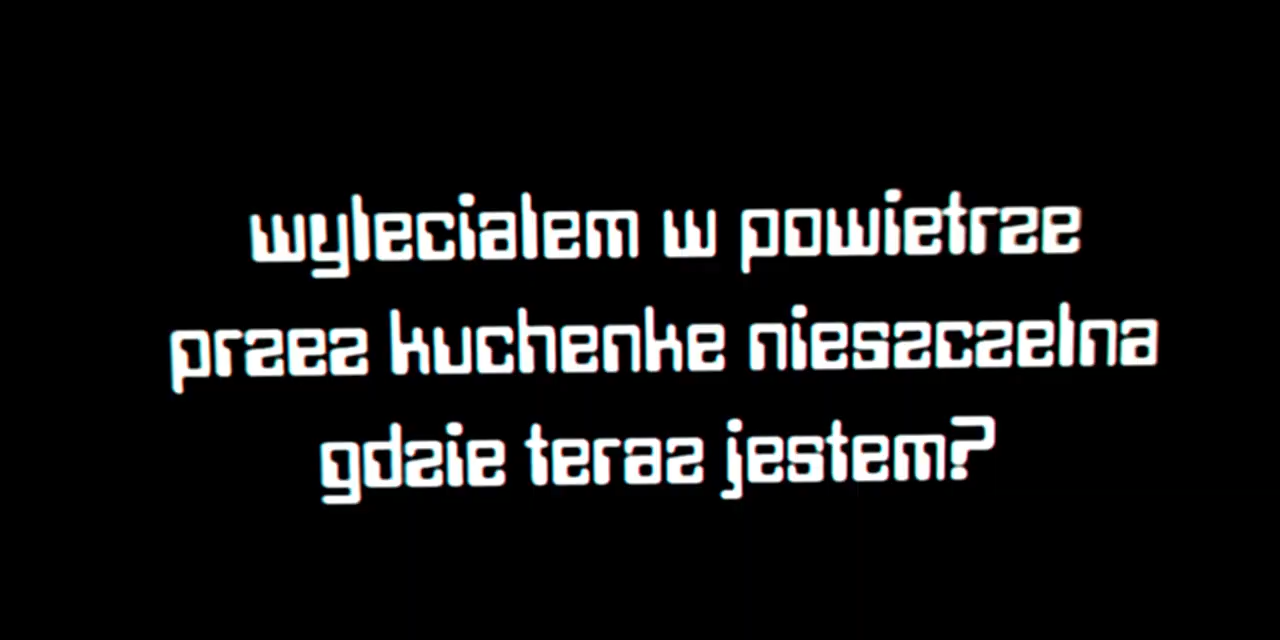 wylecialem w powietrze
przez kuchenke nieszczelna
gdzie teraz jestem?